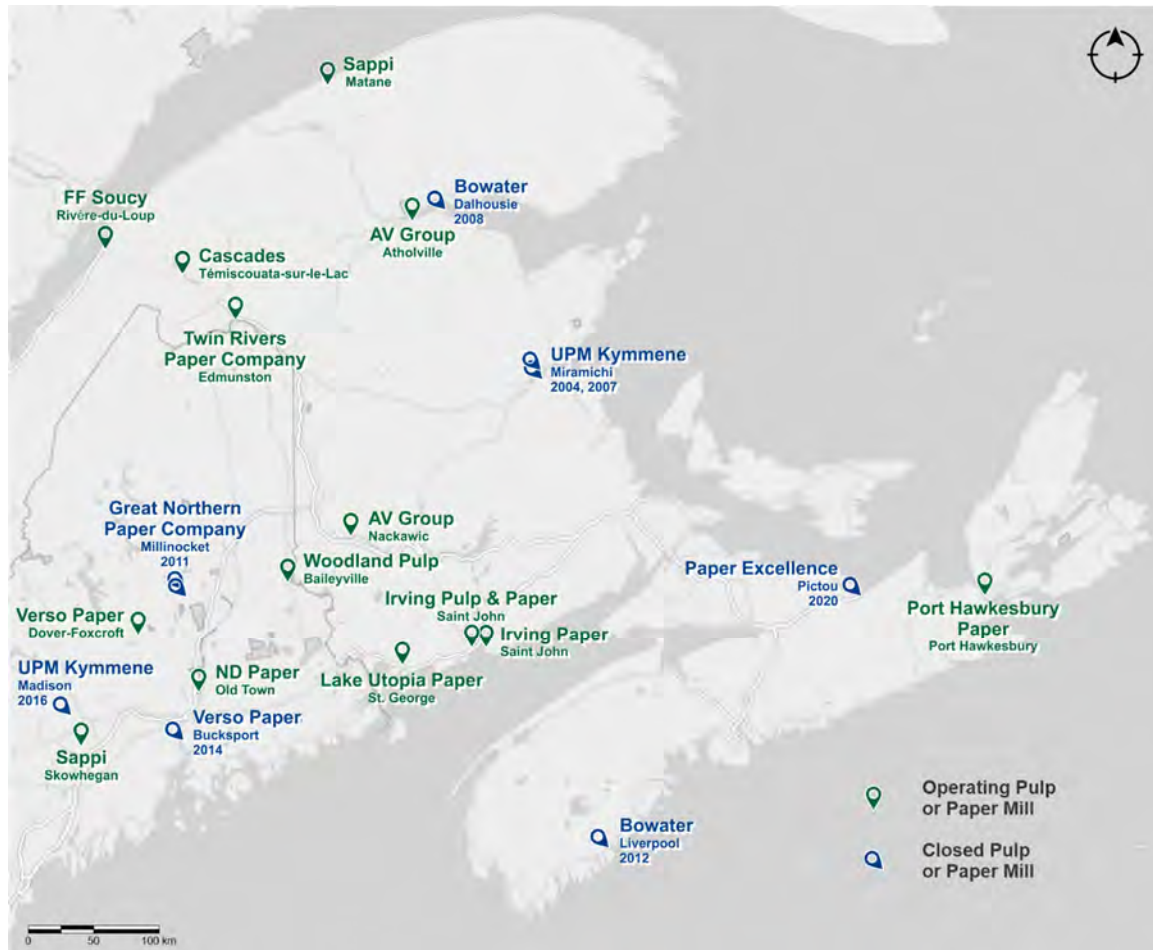 Sappi
Matane
FF Soucy
Rivère-du-Loup
Bowater
Dalhousie
2008
AV Group
Atholville
Cascades
Témiscouata-sur-le-Lac
Twin Rivers
Paper Company
Edmunston
UPM Kymmene
Miramichi
2004, 2007
Great Northern
Paper Company
Millinocket
2011
AV Group
Nackawic
Woodland Pulp
Baileyville
Paper Excellence
Pictou
2020
Port Hawkesbury
Paper
Port Hawkesbury
Irving Pulp & Paper
Saint John
Irving Paper
Saint John
Verso Paper
Dover-Foxcroft
UPM Kymmene
Madison
2016
ND Paper
Old Town
Lake Utopia Paper
St. George
Verso Paper
Bucksport
2014
Sappi
Skowhegan
Bowater
Liverpool
2012
Operating Pulp
or Paper Mill
Closed Pulp
or Paper Mill
0 50 100 km